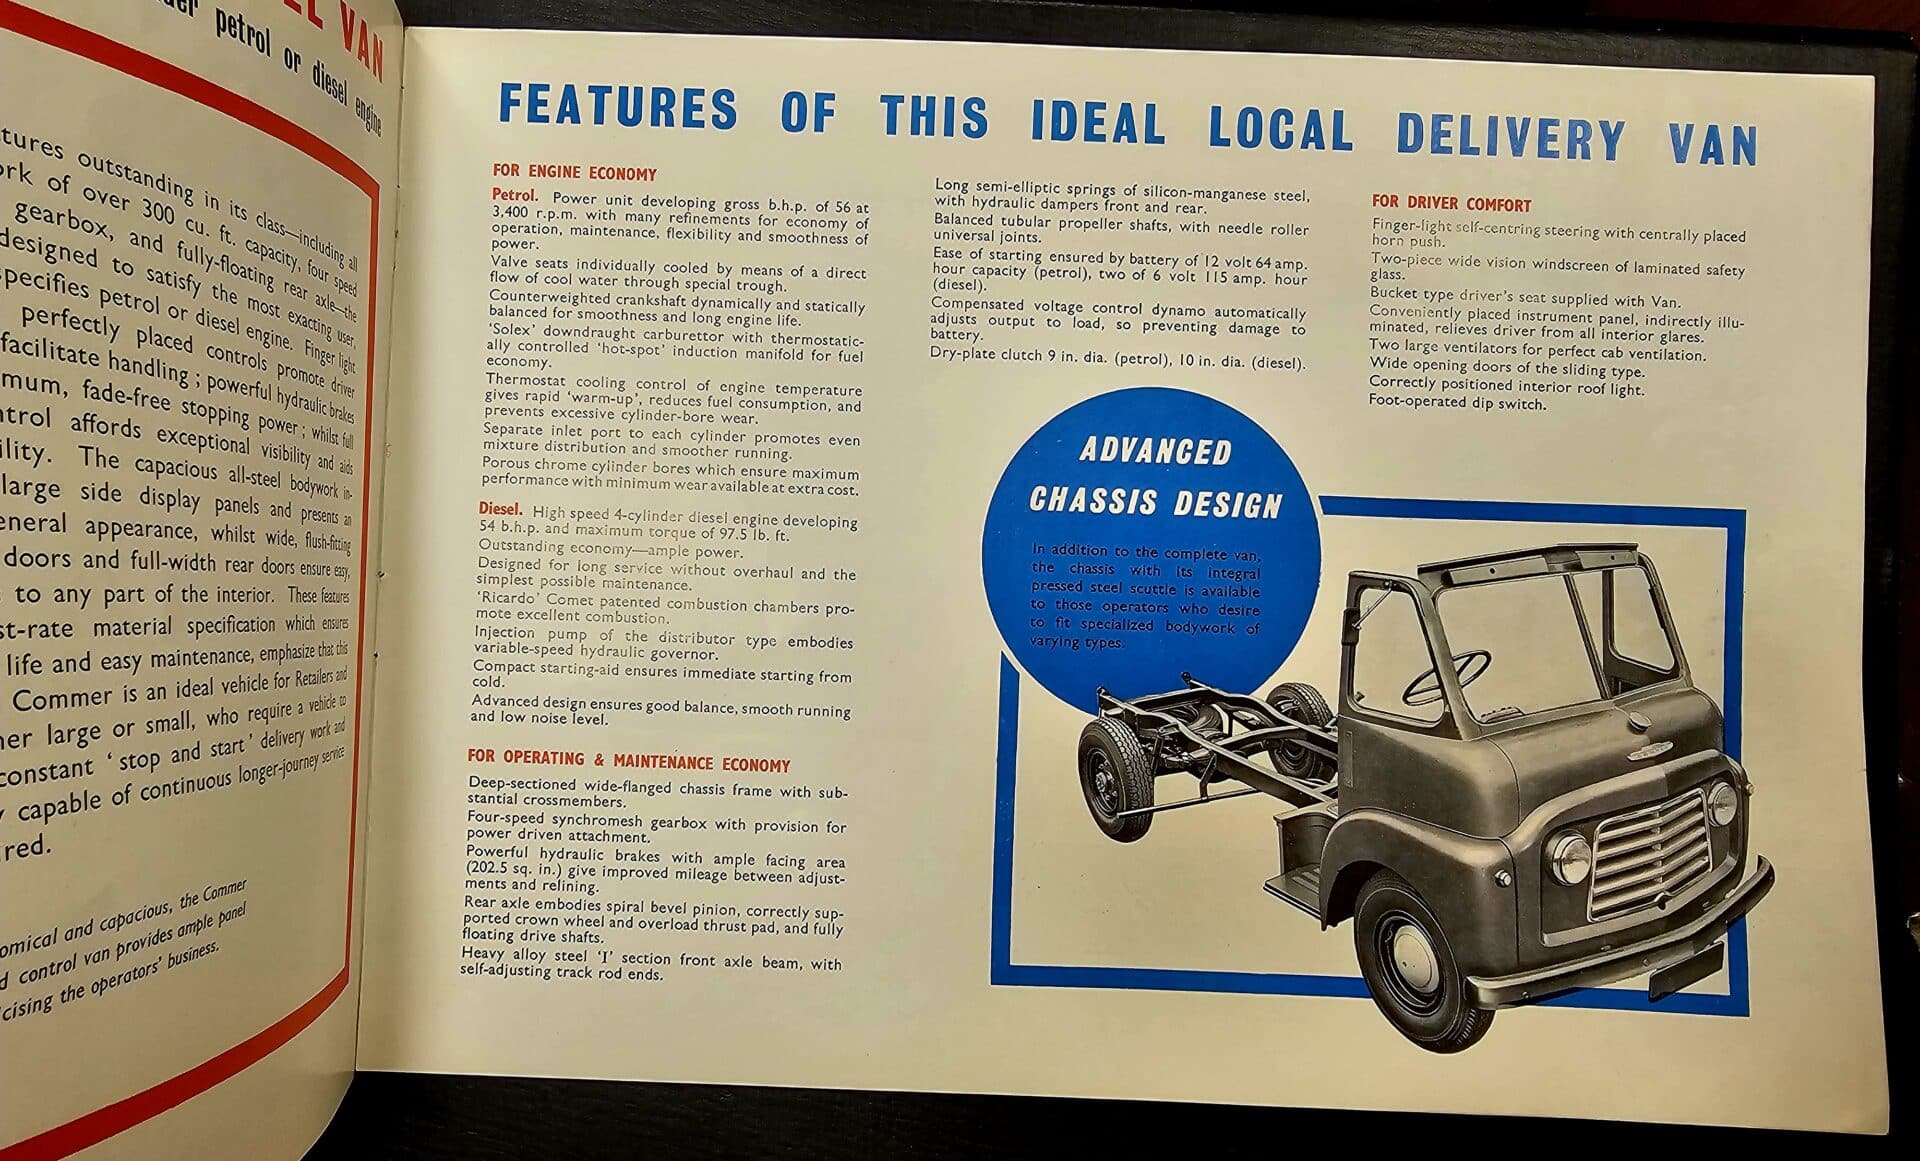 EL VAN
petrol or diesel engine
tures outstanding in its class—including all
ork of over 300 cu. ft. capacity, four speed
gearbox, and fully-floating rear axle—the
designed to satisfy the most exacting user,
specifies petrol or diesel engine. Finger light
perfectly placed controls promote driver
facilitate handling; powerful hydraulic brakes
mum, fade-free stopping power; whilst full
ntrol affords exceptional visibility and aids
ility. The capacious all-steel bodywork in-
large side display panels and presents an
eneral appearance, whilst wide, flush-fitting
doors and full-width rear doors ensure easy,
to any part of the interior. These features
st-rate material specification which ensures
life and easy maintenance, emphasize that this
Commer is an ideal vehicle for Retailers and
her large or small, who require a vehicle to
constant 'stop and start' delivery work and
y capable of continuous longer-journey service
red.
omical and capacious, the Commer
d control van provides ample panel
cising the operators' business.
FEATURES OF THIS IDEAL LOCAL DELIVERY VAN
FOR ENGINE ECONOMY
Petrol. Power unit developing gross b.h.p. of 56 at
3,400 r.p.m. with many refinements for economy of
operation, maintenance, flexibility and smoothness of
power.
Valve seats individually cooled by means of a direct
flow of cool water through special trough.
Counterweighted crankshaft dynamically and statically
balanced for smoothness and long engine life.
'Solex' downdraught carburettor with thermostatic-
ally controlled 'hot-spot' induction manifold for fuel
economy.
Thermostat cooling control of engine temperature
gives rapid 'warm-up', reduces fuel consumption, and
prevents excessive cylinder-bore wear.
Separate inlet port to each cylinder promotes even
mixture distribution and smoother running.
Porous chrome cylinder bores which ensure maximum
performance with minimum wear available at extra cost.
Diesel. High speed 4-cylinder diesel engine developing
54 b.h.p. and maximum torque of 97.5 lb. ft.
Outstanding economy—ample power.
Designed for long service without overhaul and the
simplest possible maintenance.
'Ricardo' Comet patented combustion chambers pro-
mote excellent combustion.
Injection pump of the distributor type embodies
variable-speed hydraulic governor.
Compact starting-aid ensures immediate starting from
cold.
Advanced design ensures good balance, smooth running
and low noise level.
FOR OPERATING & MAINTENANCE ECONOMY
Deep-sectioned wide-flanged chassis frame with sub-
stantial crossmembers.
Four-speed synchromesh gearbox with provision for
power driven attachment.
Powerful hydraulic brakes with ample facing area
(202.5 sq. in.) give improved mileage between adjust-
ments and relining.
Rear axle embodies spiral bevel pinion, correctly sup-
ported crown wheel and overload thrust pad, and fully
floating drive shafts.
Heavy alloy steel 'I' section front axle beam, with
self-adjusting track rod ends.
Long semi-elliptic springs of silicon-manganese steel,
with hydraulic dampers front and rear.
Balanced tubular propeller shafts, with needle roller
universal joints.
Ease of starting ensured by battery of 12 volt 64 amp.
hour capacity (petrol), two of 6 volt 115 amp. hour
(diesel).
Compensated voltage control dynamo automatically
adjusts output to load, so preventing damage to
battery.
Dry-plate clutch 9 in. dia. (petrol), 10 in. dia. (diesel).
FOR DRIVER COMFORT
Finger-light self-centring steering with centrally placed
horn push.
Two-piece wide vision windscreen of laminated safety
glass.
Bucket type driver's seat supplied with Van.
Conveniently placed instrument panel, indirectly illu-
minated, relieves driver from all interior glares.
Two large ventilators for perfect cab ventilation.
Wide opening doors of the sliding type.
Correctly positioned interior roof light.
Foot-operated dip switch.
ADVANCED
CHASSIS DESIGN
In addition to the complete van,
the chassis with its integral
pressed steel scuttle is available
to those operators who desire
to fit specialized bodywork of
varying types.